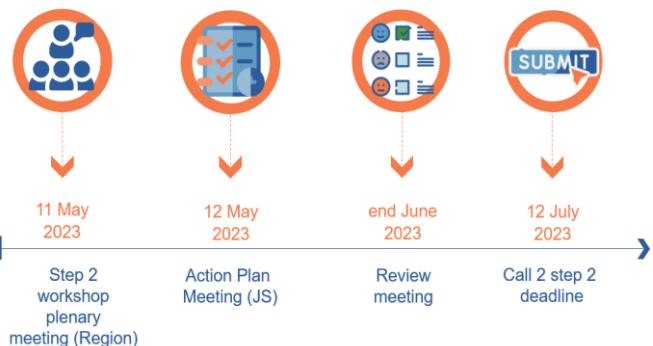 SUBMIT
11 May
2023
12 May
2023
end June
2023
12 July
2023
Step 2
workshop
plenary
meeting (Region)
Action Plan
Meeting (JS)
Review
meeting
Call 2 step 2
deadline